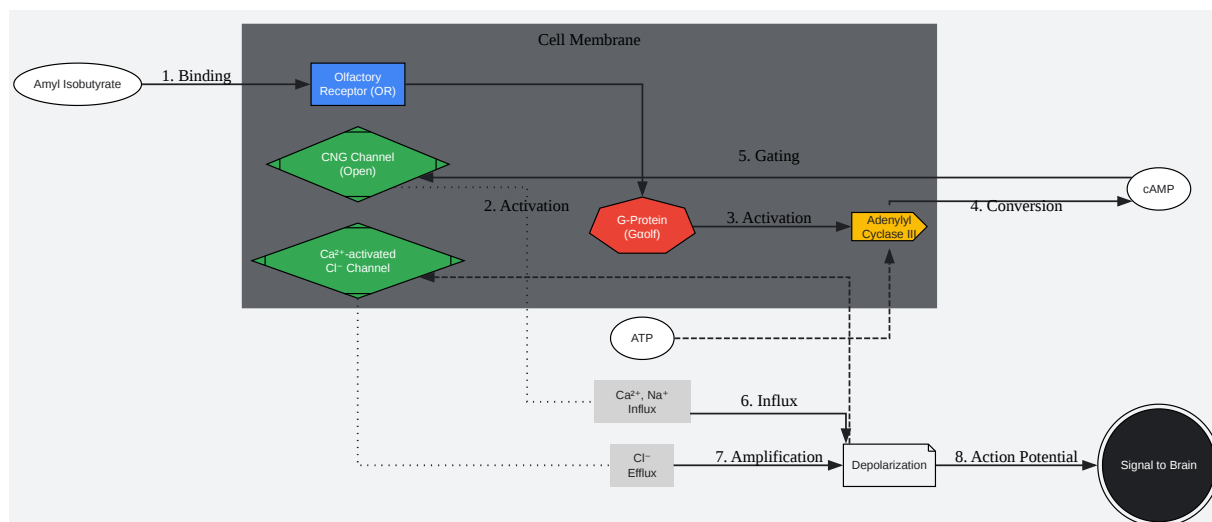 Cell Membrane
Amyl Isobutyrate
1. Binding
Olfactory
Receptor (OR)
CNG Channel
(Open)
5. Gating
cAMP
2. Activation
G-Protein
(Gαolf)
3. Activation
Adenylyl
Cyclase III
4. Conversion
Ca²⁺-activated
Cl⁻ Channel
ATP
Ca²⁺, Na⁺
Influx
6. Influx
Cl⁻
Efflux
7. Amplification
Depolarization
8. Action Potential
Signal to Brain